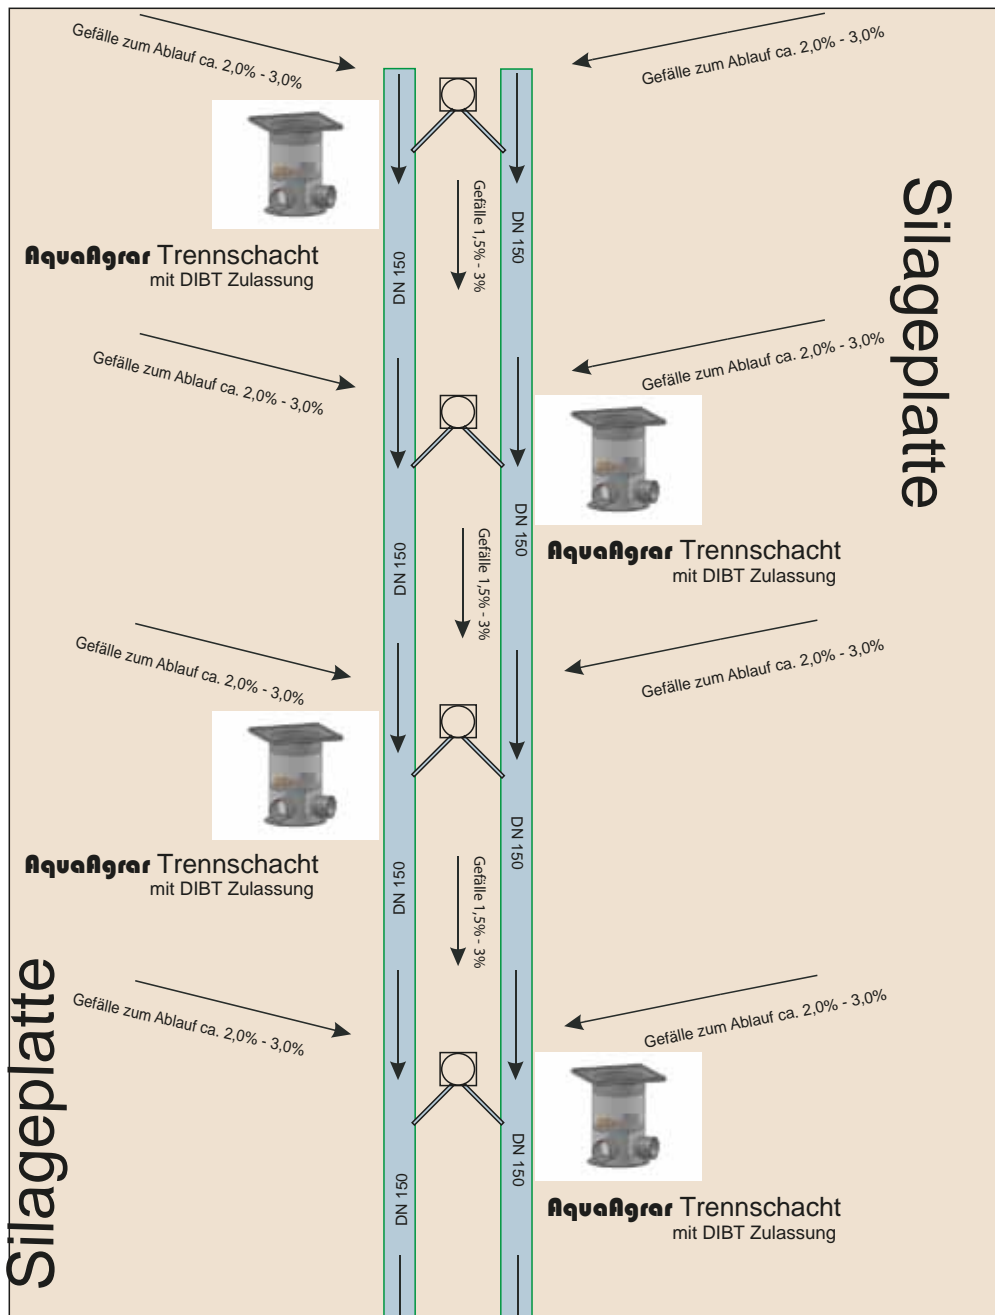 Gefälle zum Ablauf ca. 2,0% - 3,0%
Gefälle zum Ablauf ca. 2,0% - 3,0%
AquaAgrar Trennschacht
mit DIBT Zulassung
DN 150
Gefälle 1,5% - 3%
DN 150
Silageplatte
Gefälle zum Ablauf ca. 2,0% - 3,0%
Gefälle zum Ablauf ca. 2,0% - 3,0%
DN 150
Gefälle 1,5% - 3%
DN 150
AquaAgrar Trennschacht
mit DIBT Zulassung
Gefälle zum Ablauf ca. 2,0% - 3,0%
Gefälle zum Ablauf ca. 2,0% - 3,0%
AquaAgrar Trennschacht
mit DIBT Zulassung
DN 150
Gefälle 1,5% - 3%
DN 150
Silageplatte
Gefälle zum Ablauf ca. 2,0% - 3,0%
Gefälle zum Ablauf ca. 2,0% - 3,0%
DN 150
DN 150
AquaAgrar Trennschacht
mit DIBT Zulassung